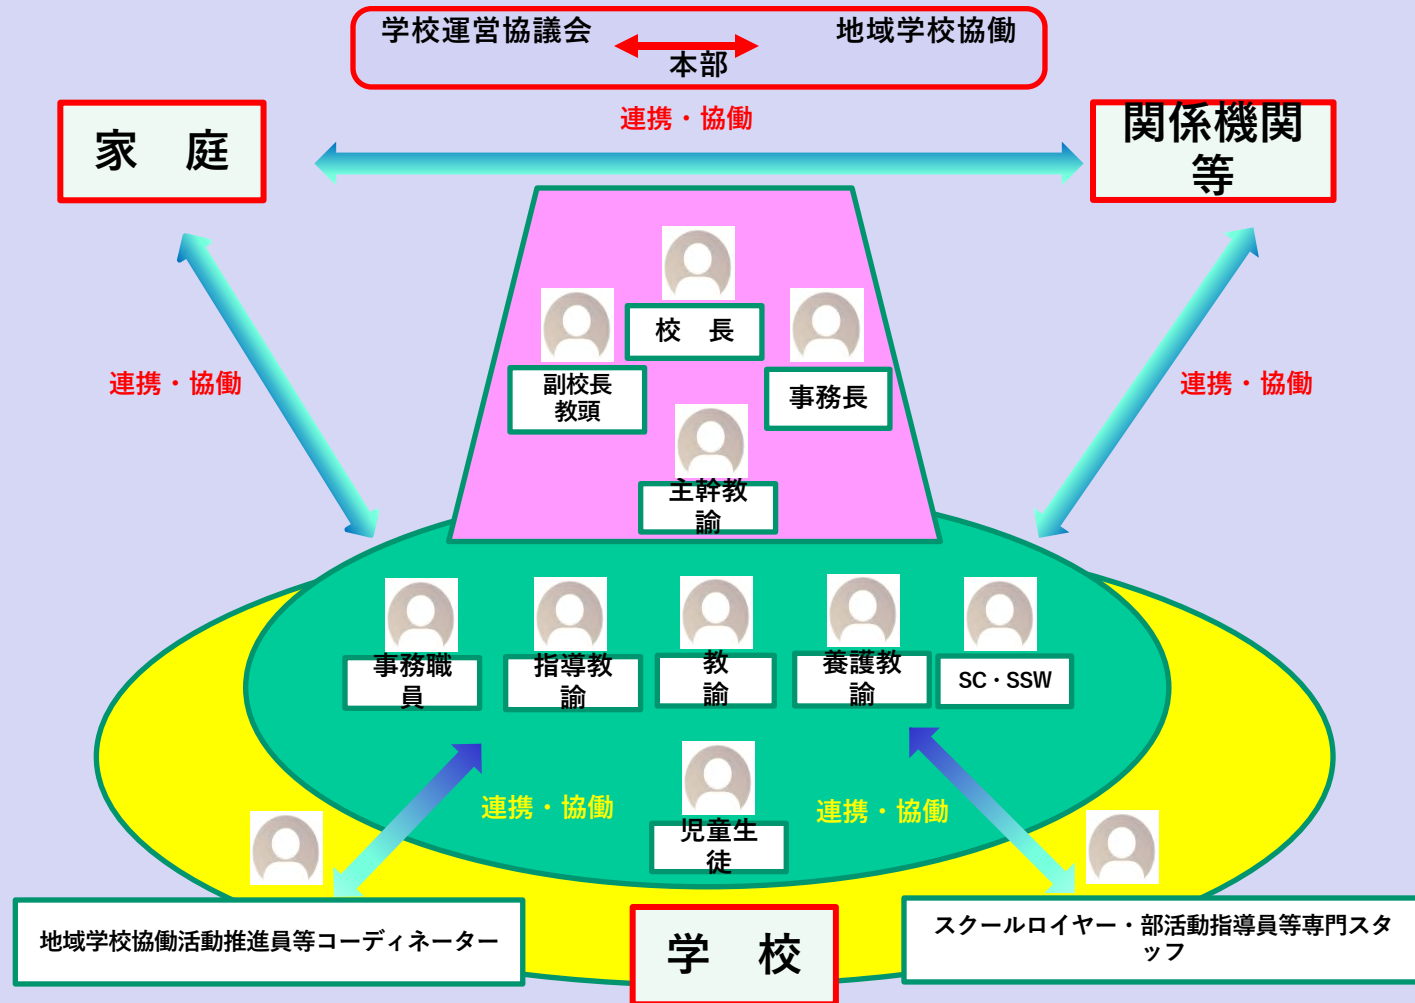 学校運営協議会 地域学校協働
本部
連携・協働
家 庭
関係機関
等
校 長
副校長
教頭
事務長
連携・協働
連携・協働
主幹教
諭
事務職
員
指導教
諭
教
諭
養護教
諭
SC・SSW
連携・協働
連携・協働
児童生
徒
地域学校協働活動推進員等コーディネーター
学 校
スクールロイヤー・部活動指導員等専門スタ
ッフ